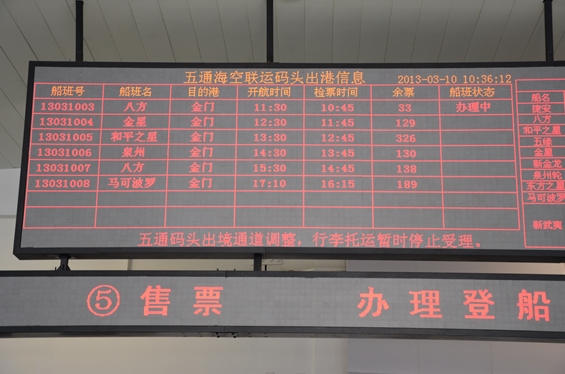 五通海空联运码头出港信息 2013-03-10 10:36:12
船班号 船班名 目的港 开航时间 检票时间 余票 船班状态
13031003 八方 金门 11:30 10:45 33 办理中
13031004 金星 金门 12:30 11:45 129
13031005 和平之星 金门 13:30 12:45 326
13031006 泉州 金门 14:30 13:45 130
13031007 八方 金门 15:30 14:45 138
13031008 马可波罗 金门 17:10 16:15 189
五通码头出境通道调整，行李托运暂时停止受理。
船名
捷安
八方
和平之星
五缘
金星
新金龙
泉州轮
东方之星
马可波罗
新武夷
⑤ 售票 办理登船